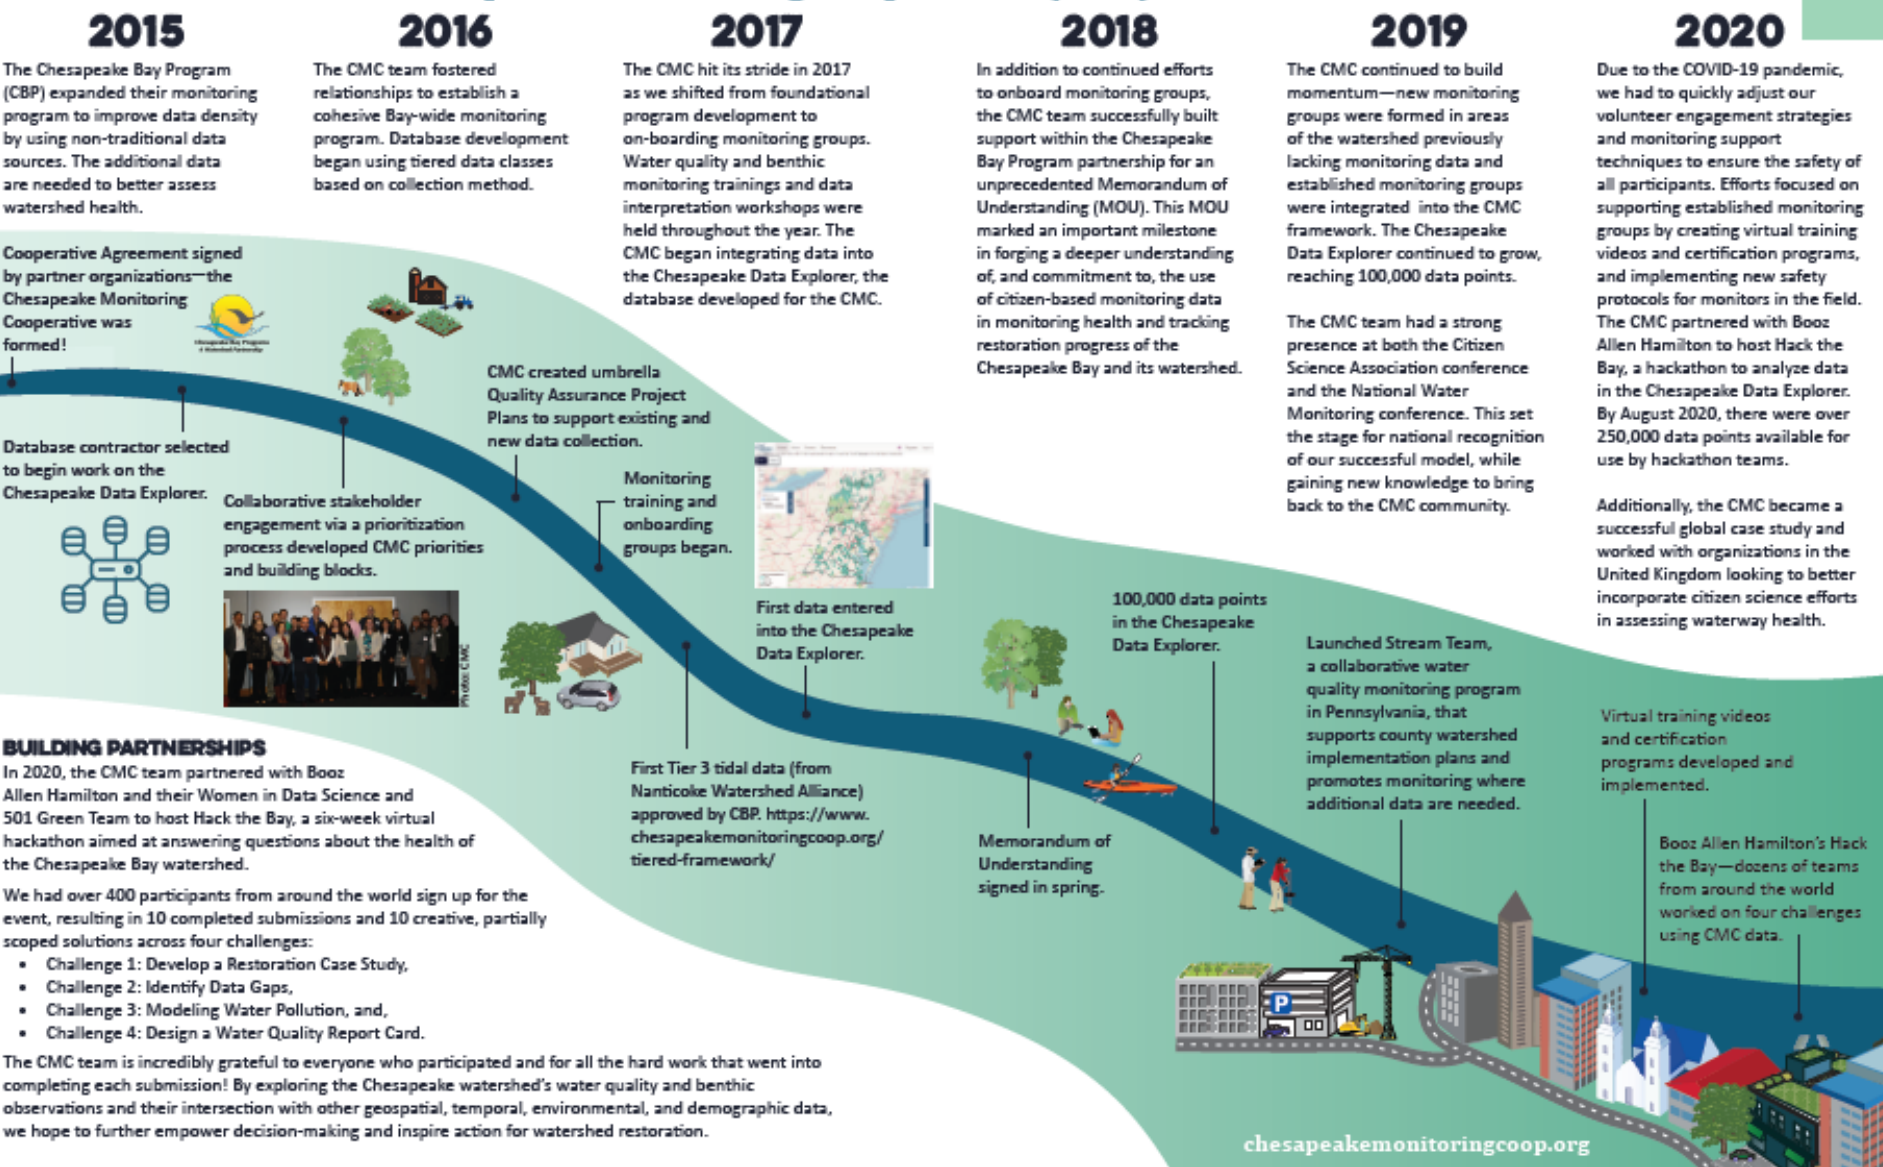 2015
The Chesapeake Bay Program
(CBP) expanded their monitoring
program to improve data density
by using non-traditional data
sources. The additional data
are needed to better assess
watershed health.
2016
The CMC team fostered
relationships to establish a
cohesive Bay-wide monitoring
program. Database development
began using tiered data classes
based on collection method.
2017
The CMC hit its stride in 2017
as we shifted from foundational
program development to
on-boarding monitoring groups.
Water quality and benthic
monitoring trainings and data
interpretation workshops were
held throughout the year. The
CMC began integrating data into
the Chesapeake Data Explorer, the
database developed for the CMC.
2018
In addition to continued efforts
to onboard monitoring groups,
the CMC team successfully built
support within the Chesapeake
Bay Program partnership for an
unprecedented Memorandum of
Understanding (MOU). This MOU
marked an important milestone
in forging a deeper understanding
of, and commitment to, the use
of citizen-based monitoring data
in monitoring health and tracking
restoration progress of the
Chesapeake Bay and its watershed.
2019
The CMC continued to build
momentum—new monitoring
groups were formed in areas
of the watershed previously
lacking monitoring data and
established monitoring groups
were integrated into the CMC
framework. The Chesapeake
Data Explorer continued to grow,
reaching 100,000 data points.
The CMC team had a strong
presence at both the Citizen
Science Association conference
and the National Water
Monitoring conference. This set
the stage for national recognition
of our successful model, while
gaining new knowledge to bring
back to the CMC community.
2020
Due to the COVID-19 pandemic,
we had to quickly adjust our
volunteer engagement strategies
and monitoring support
techniques to ensure the safety of
all participants. Efforts focused on
supporting established monitoring
groups by creating virtual training
videos and certification programs,
and implementing new safety
protocols for monitors in the field.
The CMC partnered with Booz
Allen Hamilton to host Hack the
Bay, a hackathon to analyze data
in the Chesapeake Data Explorer.
By August 2020, there were over
250,000 data points available for
use by hackathon teams.
Additionally, the CMC became a
successful global case study and
worked with organizations in the
United Kingdom looking to better
incorporate citizen science efforts
in assessing waterway health.
Cooperative Agreement signed
by partner organizations—the
Chesapeake Monitoring
Cooperative was
formed!
Chesapeake Bay Program
A Watershed Partnership
Database contractor selected
to begin work on the
Chesapeake Data Explorer.
Collaborative stakeholder
engagement via a prioritization
process developed CMC priorities
and building blocks.
Photo: CMC
CMC created umbrella
Quality Assurance Project
Plans to support existing and
new data collection.
Monitoring
training and
onboarding
groups began.
First Tier 3 tidal data (from
Nanticoke Watershed Alliance)
approved by CBP. https://www.
chesapeakemonitoringcoop.org/
tiered-framework/
First data entered
into the Chesapeake
Data Explorer.
Memorandum of
Understanding
signed in spring.
100,000 data points
in the Chesapeake
Data Explorer.
Launched Stream Team,
a collaborative water
quality monitoring program
in Pennsylvania, that
supports county watershed
implementation plans and
promotes monitoring where
additional data are needed.
Virtual training videos
and certification
programs developed and
implemented.
Booz Allen Hamilton's Hack
the Bay—dozens of teams
from around the world
worked on four challenges
using CMC data.
P
BUILDING PARTNERSHIPS
In 2020, the CMC team partnered with Booz
Allen Hamilton and their Women in Data Science and
501 Green Team to host Hack the Bay, a six-week virtual
hackathon aimed at answering questions about the health of
the Chesapeake Bay watershed.
We had over 400 participants from around the world sign up for the
event, resulting in 10 completed submissions and 10 creative, partially
scoped solutions across four challenges:
• Challenge 1: Develop a Restoration Case Study,
• Challenge 2: Identify Data Gaps,
• Challenge 3: Modeling Water Pollution, and,
• Challenge 4: Design a Water Quality Report Card.
The CMC team is incredibly grateful to everyone who participated and for all the hard work that went into
completing each submission! By exploring the Chesapeake watershed's water quality and benthic
observations and their intersection with other geospatial, temporal, environmental, and demographic data,
we hope to further empower decision-making and inspire action for watershed restoration.
chesapeakemonitoringcoop.org